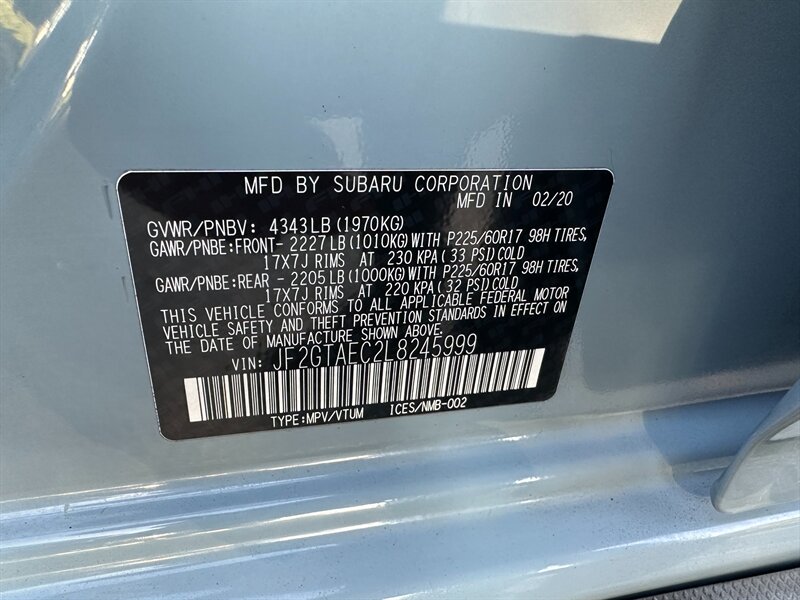 MFD BY SUBARU CORPORATION
MFD IN 02/20
GVWR/PNBV: 4343LB (1970KG)
GAWR/PNBE:FRONT- 2227LB(1010KG)WITH P225/60R17 98H TIRES,
17X7J RIMS AT 230 KPA (33 PSI)COLD
GAWR/PNBE:REAR - 2205LB(1000KG)WITH P225/60R17 98H TIRES,
17X7J RIMS AT 220 KPA (32 PSI)COLD
THIS VEHICLE CONFORMS TO ALL APPLICABLE FEDERAL MOTOR
VEHICLE SAFETY AND THEFT PREVENTION STANDARDS IN EFFECT ON
THE DATE OF MANUFACTURE SHOWN ABOVE.
VIN: JF2GTAEC2L8245999
TYPE:MPV/VTUM ICES/NMB-002